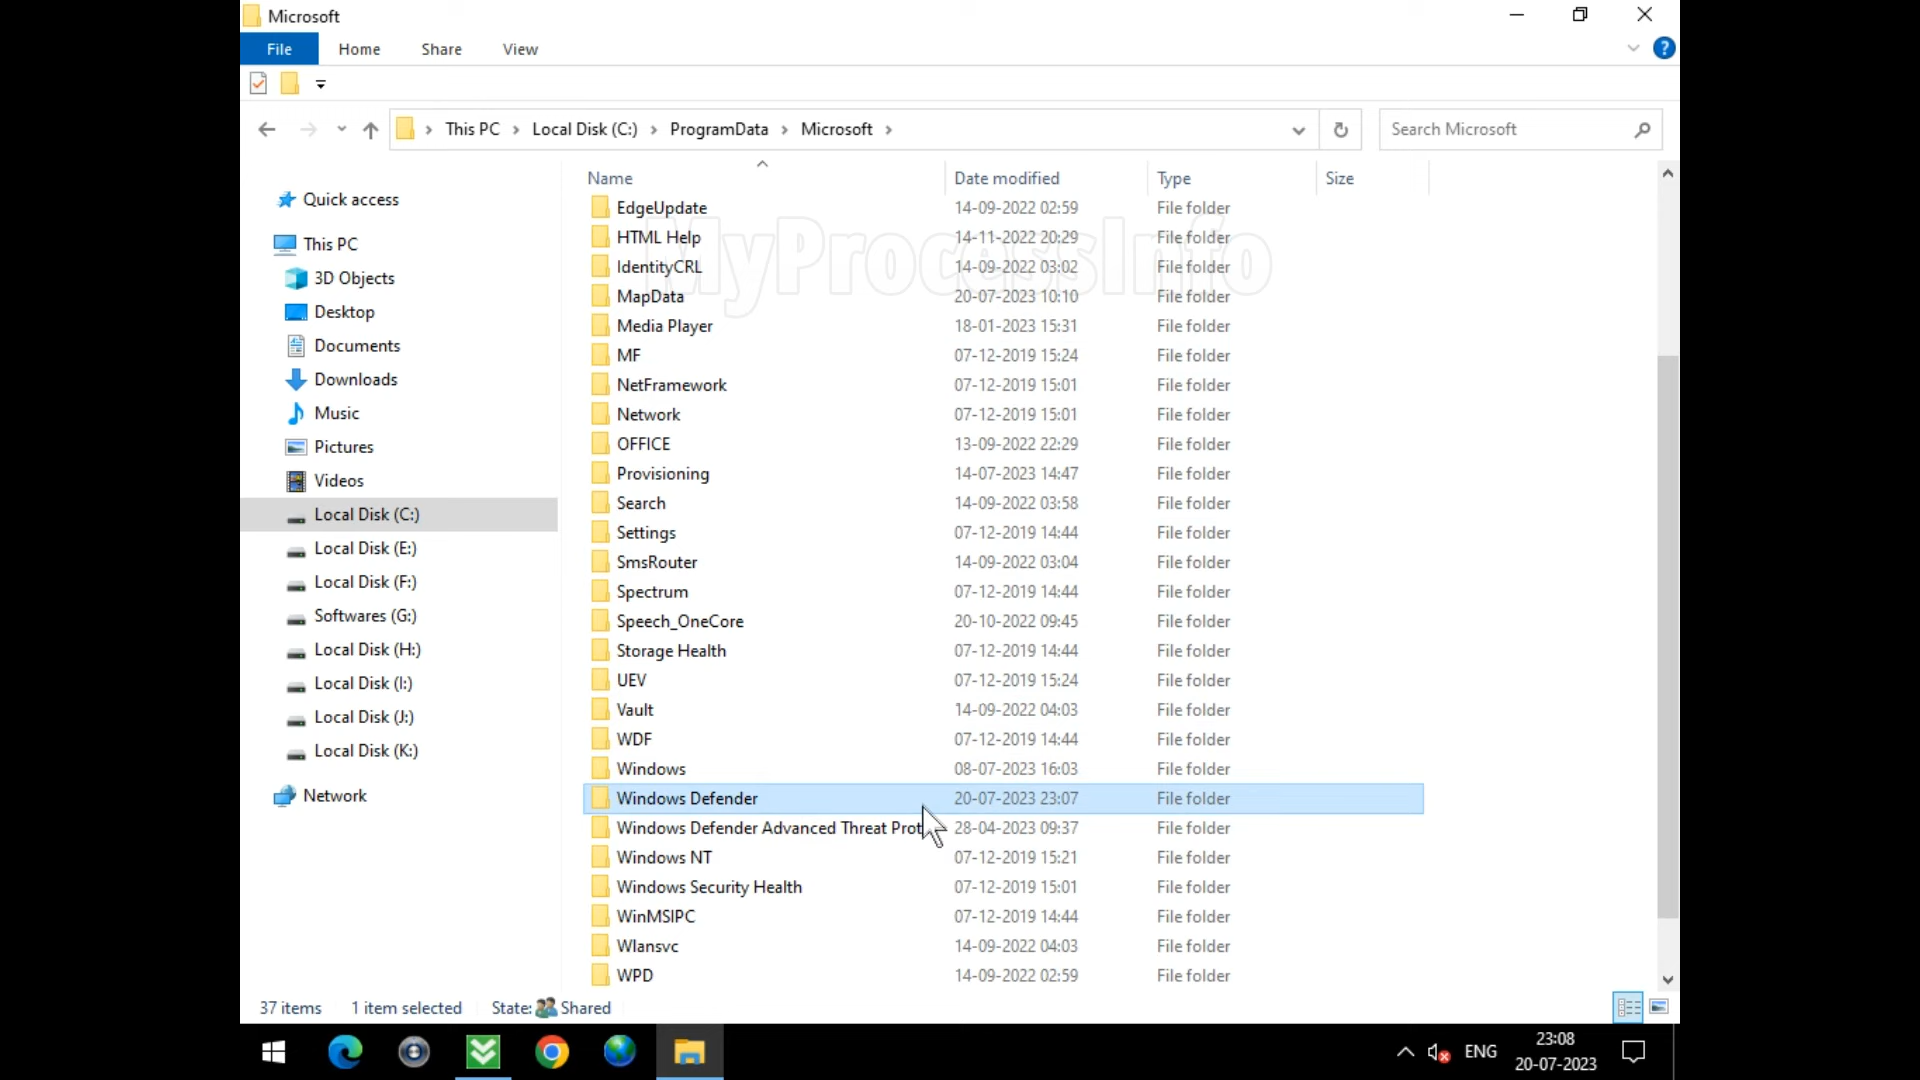 Microsoft
File Home Share View
This PC Local Disk (C:) ProgramData Microsoft
Search Microsoft
Name Date modified Type Size
Quick access
This PC
3D Objects
Desktop
Documents
Downloads
Music
Pictures
Videos
Local Disk (C:)
Local Disk (E:)
Local Disk (F:)
Softwares (G:)
Local Disk (H:)
Local Disk (I:)
Local Disk (J:)
Local Disk (K:)
Network
EdgeUpdate 14-09-2022 02:59 File folder
HTML Help 14-11-2022 20:29 File folder
MyProcessInfo
IdentityCRL 14-09-2022 03:02 File folder
MapData 20-07-2023 10:10 File folder
Media Player 18-01-2023 15:31 File folder
MF 07-12-2019 15:24 File folder
NetFramework 07-12-2019 15:01 File folder
Network 07-12-2019 15:01 File folder
OFFICE 13-09-2022 22:29 File folder
Provisioning 14-07-2023 14:47 File folder
Search 14-09-2022 03:58 File folder
Settings 07-12-2019 14:44 File folder
SmsRouter 14-09-2022 03:04 File folder
Spectrum 07-12-2019 14:44 File folder
Speech_OneCore 20-10-2022 09:45 File folder
Storage Health 07-12-2019 14:44 File folder
UEV 07-12-2019 15:24 File folder
Vault 14-09-2022 04:03 File folder
WDF 07-12-2019 14:44 File folder
Windows 08-07-2023 16:03 File folder
Windows Defender 20-07-2023 23:07 File folder
Windows Defender Advanced Threat Prot 28-04-2023 09:37 File folder
Windows NT 07-12-2019 15:21 File folder
Windows Security Health 07-12-2019 15:01 File folder
WinMSIPC 07-12-2019 14:44 File folder
Wlansvc 14-09-2022 04:03 File folder
WPD 14-09-2022 02:59 File folder
37 items 1 item selected State: Shared
ENG
23:08
20-07-2023